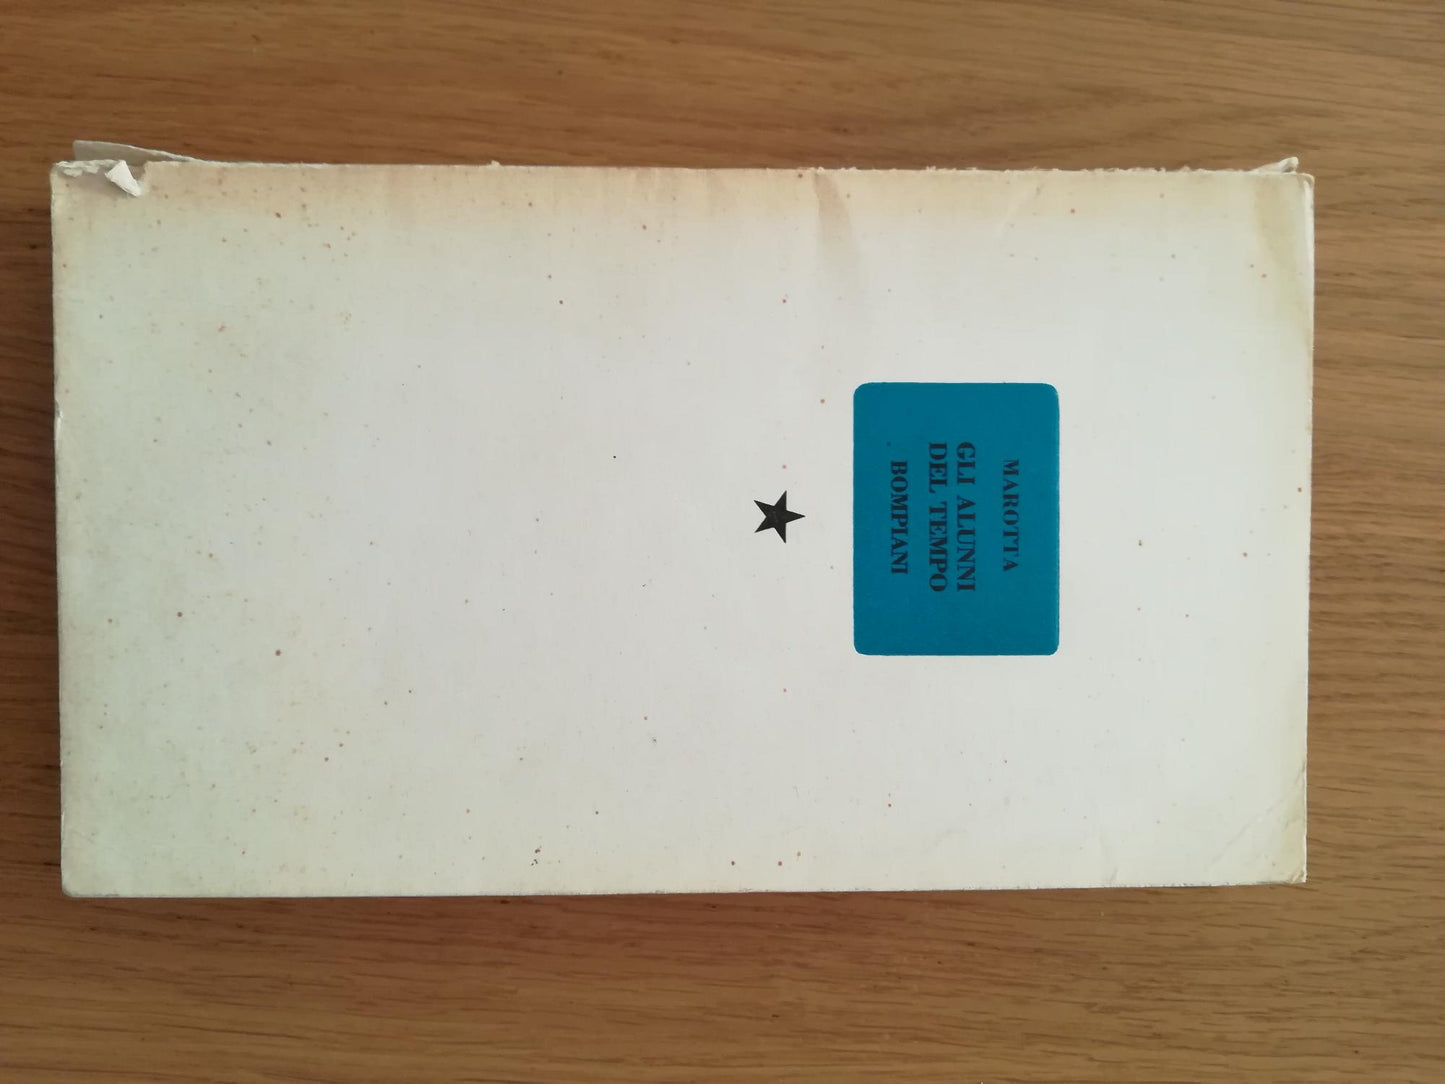 MAROTTA
GLI ALUNNI
DEL TEMPO
BOMPIANI